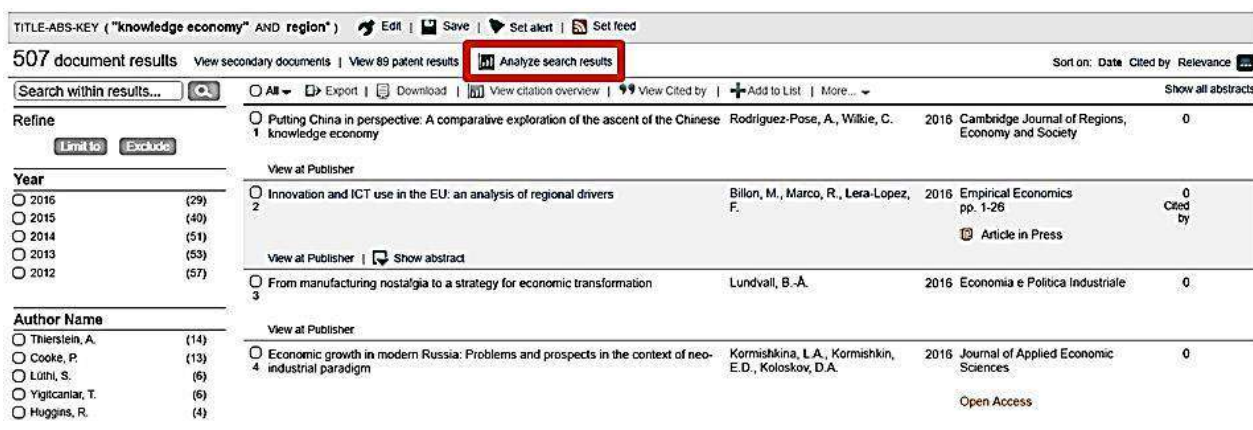 TITLE-ABS-KEY ( "knowledge economy" AND region* ) Edit | Save | Set alert | Set feed
507 document results View secondary documents | View 89 patent results Analyze search results Sort on: Date Cited by Relevance
Search within results...
All Export | Download | View citation overview | View Cited by | Add to List | More... Show all abstracts
Refine
Limit to Exclude
Year
2016 (29)
2015 (40)
2014 (51)
2013 (53)
2012 (57)
Author Name
Thierstein, A. (14)
Cooke, P. (13)
Lüthi, S. (6)
Yigitcanlar, T. (6)
Huggins, R. (4)
Putting China in perspective: A comparative exploration of the ascent of the Chinese Rodríguez-Pose, A., Wilkie, C. 2016 Cambridge Journal of Regions, 0
1 knowledge economy Economy and Society
View at Publisher
Innovation and ICT use in the EU: an analysis of regional drivers Billon, M., Marco, R., Lera-Lopez, 2016 Empirical Economics 0
2 F. pp. 1-26 Cited
by
Article in Press
View at Publisher | Show abstract
From manufacturing nostalgia to a strategy for economic transformation Lundvall, B.-Å. 2016 Economia e Politica Industriale 0
3
View at Publisher
Economic growth in modern Russia: Problems and prospects in the context of neo- Kormishkina, L.A., Kormishkin, 2016 Journal of Applied Economic 0
4 industrial paradigm E.D., Koloskov, D.A. Sciences
Open Access